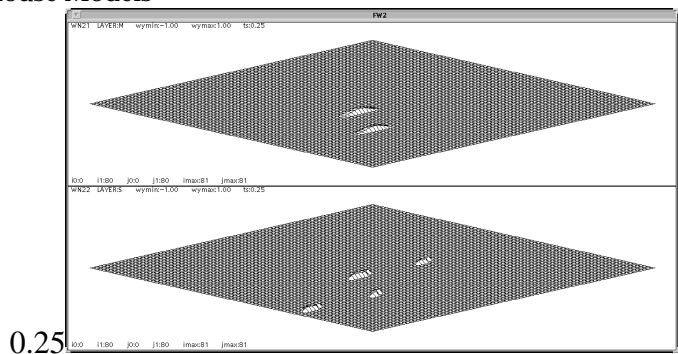 ouse Models
FW2
WN21 LAYER:M wymin:-1.00 wymax:1.00 ts:0.25
i0:0 i1:80 j0:0 j1:80 imax:81 jmax:81
WN22 LAYER:S wymin:-1.00 wymax:1.00 ts:0.25
0.25
i0:0 i1:80 j0:0 j1:80 imax:81 jmax:81